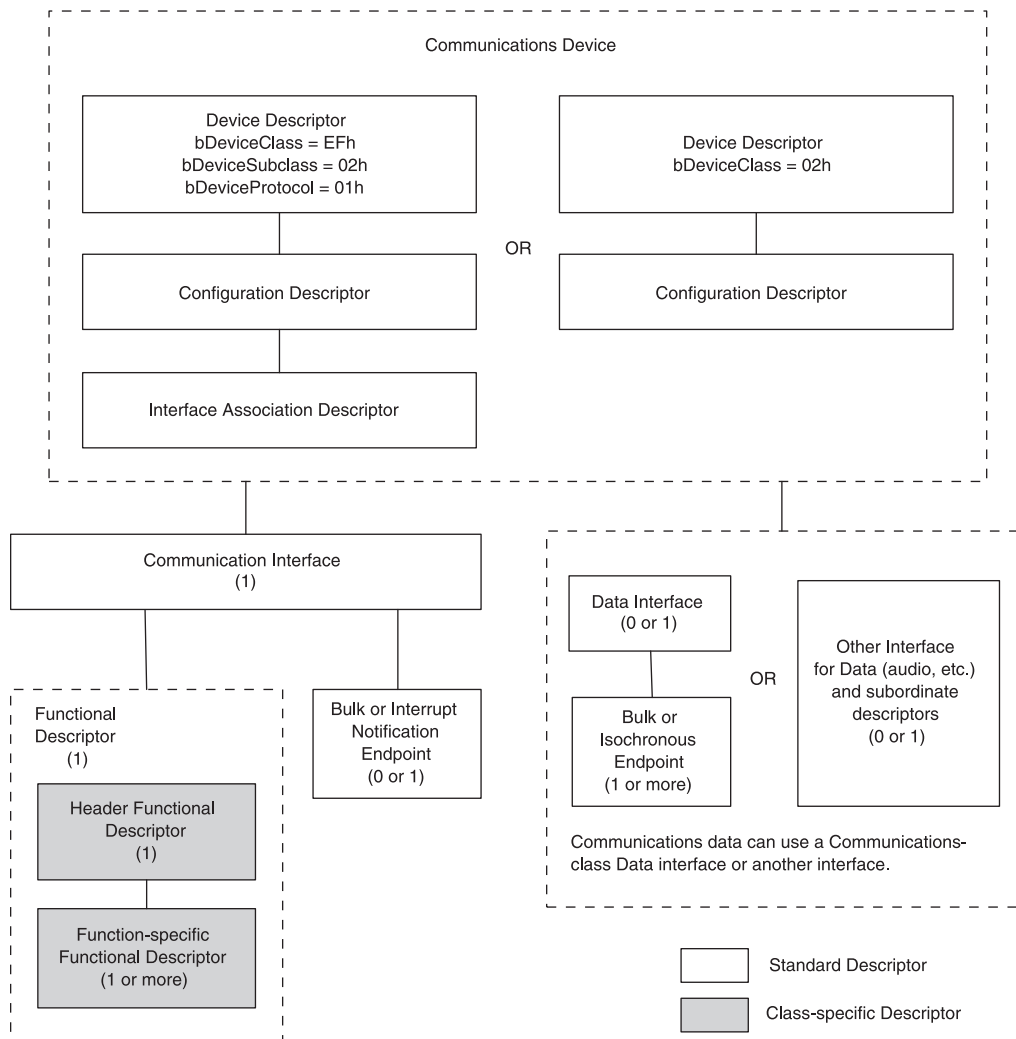 Communications Device
Device Descriptor
bDeviceClass = EFh
bDeviceSubclass = 02h
bDeviceProtocol = 01h
Device Descriptor
bDeviceClass = 02h
OR
Configuration Descriptor
Configuration Descriptor
Interface Association Descriptor
Communication Interface
(1)
Functional
Descriptor
(1)
Header Functional
Descriptor
(1)
Function-specific
Functional Descriptor
(1 or more)
Bulk or Interrupt
Notification
Endpoint
(0 or 1)
Data Interface
(0 or 1)
Bulk or
Isochronous
Endpoint
(1 or more)
OR
Other Interface
for Data (audio, etc.)
and subordinate
descriptors
(0 or 1)
Communications data can use a Communications-
class Data interface or another interface.
Standard Descriptor
Class-specific Descriptor